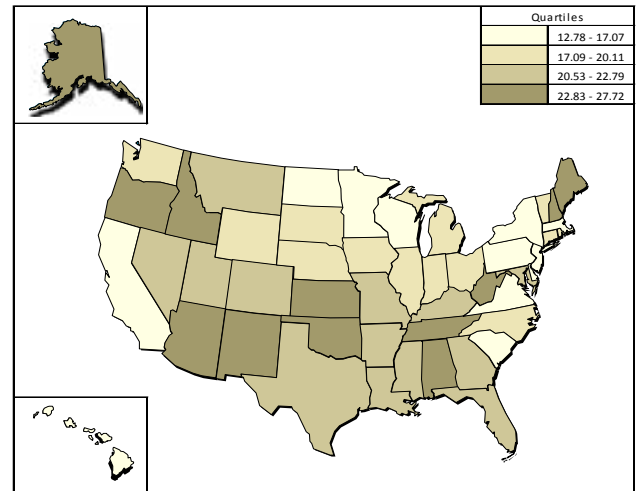 Quartiles
12.78 - 17.07
17.09 - 20.11
20.53 - 22.79
22.83 - 27.72